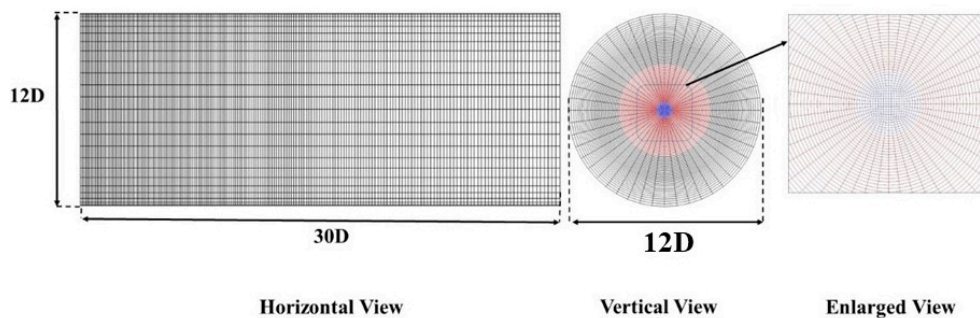 12D
30D
12D
Horizontal View
Vertical View
Enlarged View